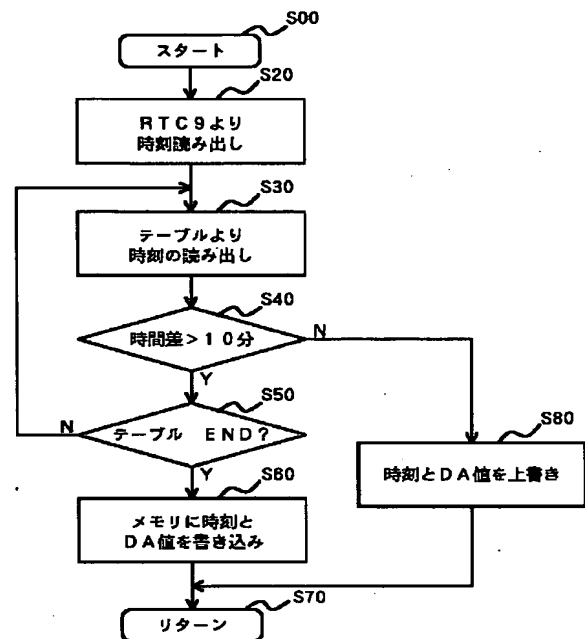 S00
スタート
S20
RTC9より
時刻読み出し
S30
テーブルより
時刻の読み出し
S40
時間差>10分
N
Y
S50
テーブル END?
N
Y
S80
時刻とDA値を上書き
S60
メモリに時刻と
DA値を書き込み
S70
リターン